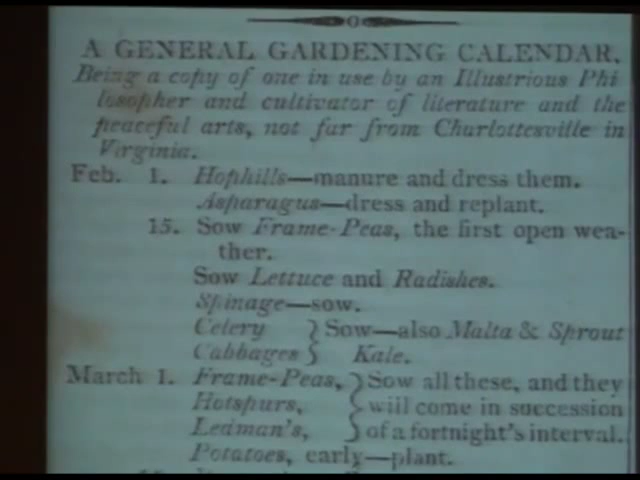 A GENERAL GARDENING CALENDAR.
Being a copy of one in use by an Illustrious Phi
losopher and cultivator of literature and the
peaceful arts, not far from Charlottesville in
Virginia.
Feb. 1. Hophills—manure and dress them.
Asparagus—dress and replant.
15. Sow Frame-Peas, the first open wea-
ther.
Sow Lettuce and Radishes.
Spinage—sow.
Celery } Sow—also Malta & Sprout
Cabbages } Kale.
March 1. Frame-Peas, } Sow all these, and they
Hotspurs, } will come in succession
Ledman's, } of a fortnight's interval.
Potatoes, early—plant.